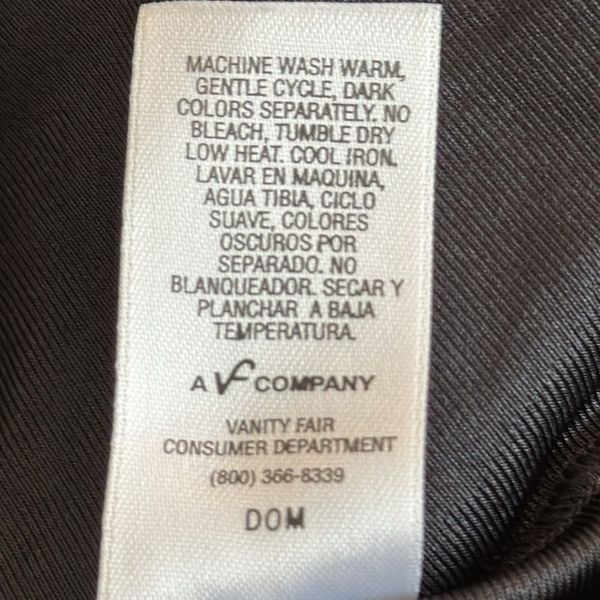 MACHINE WASH WARM,
GENTLE CYCLE, DARK
COLORS SEPARATELY. NO
BLEACH, TUMBLE DRY
LOW HEAT. COOL IRON.
LAVAR EN MAQUINA,
AGUA TIBIA, CICLO
SUAVE, COLORES
OSCUROS POR
SEPARADO. NO
BLANQUEADOR. SECAR Y
PLANCHAR A BAJA
TEMPERATURA.
A VF COMPANY
VANITY FAIR
CONSUMER DEPARTMENT
(800) 366-8339
DOM